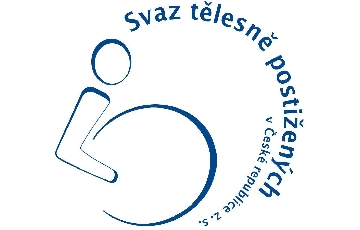 Svaz tělesně postižených
v České republice z. s.